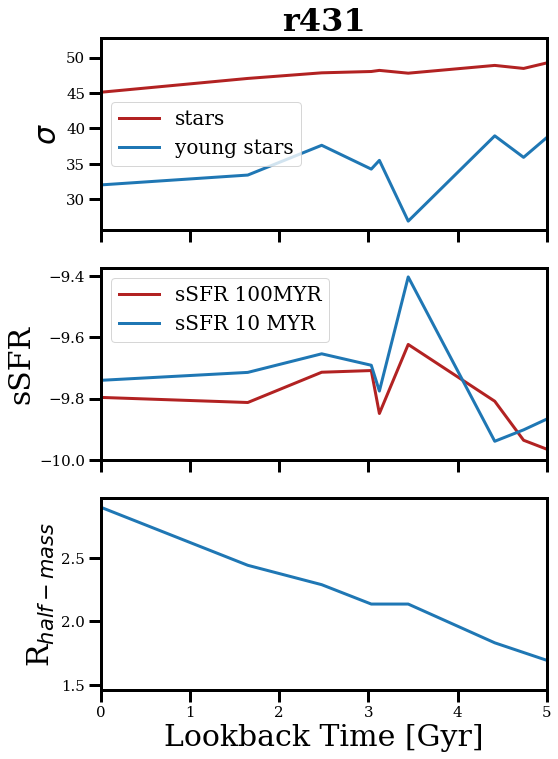 r431
50
45
40
35
30
σ
stars
young stars
−9.4
−9.6
−9.8
−10.0
sSFR
sSFR 100MYR
sSFR 10 MYR
2.5
2.0
1.5
R_{half−mass}
0 1 2 3 4 5
Lookback Time [Gyr]